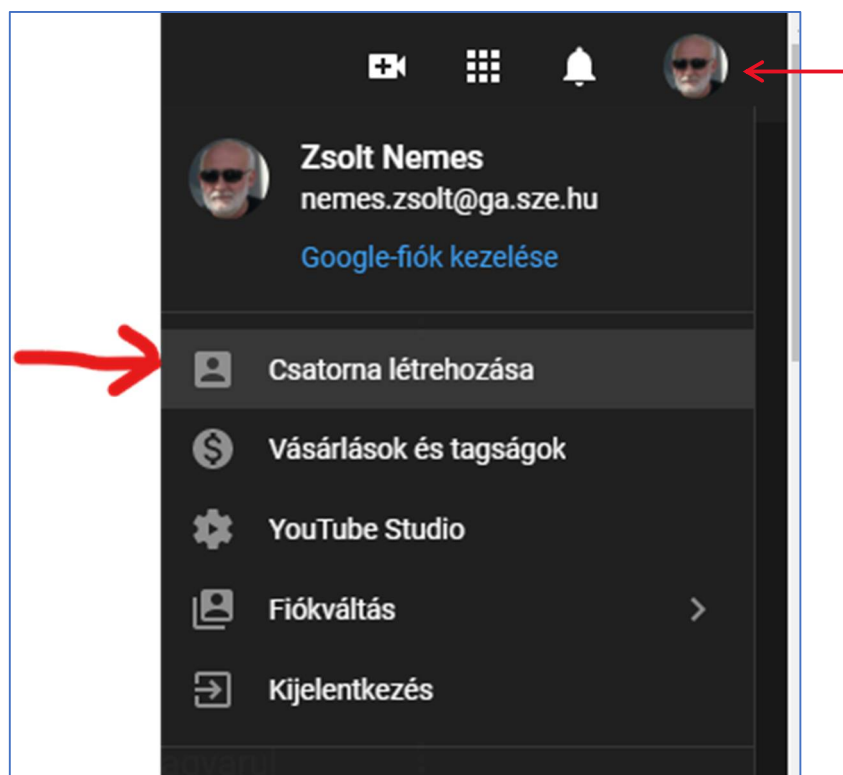 Zsolt Nemes
nemes.zsolt@ga.sze.hu
Google-fiók kezelése
Csatorna létrehozása
Vásárlások és tagságok
YouTube Studio
Fiókváltás
Kijelentkezés